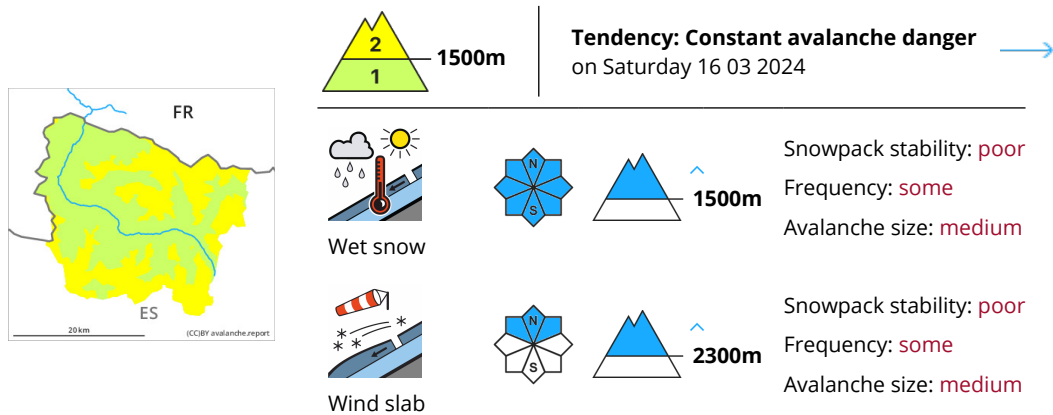 2
1
1500m
Tendency: Constant avalanche danger
on Saturday 16 03 2024
FR
ES
20 km
(CC)BY avalanche.report
Wet snow
N
S
1500m
Snowpack stability: poor
Frequency: some
Avalanche size: medium
Wind slab
N
S
2300m
Snowpack stability: poor
Frequency: some
Avalanche size: medium